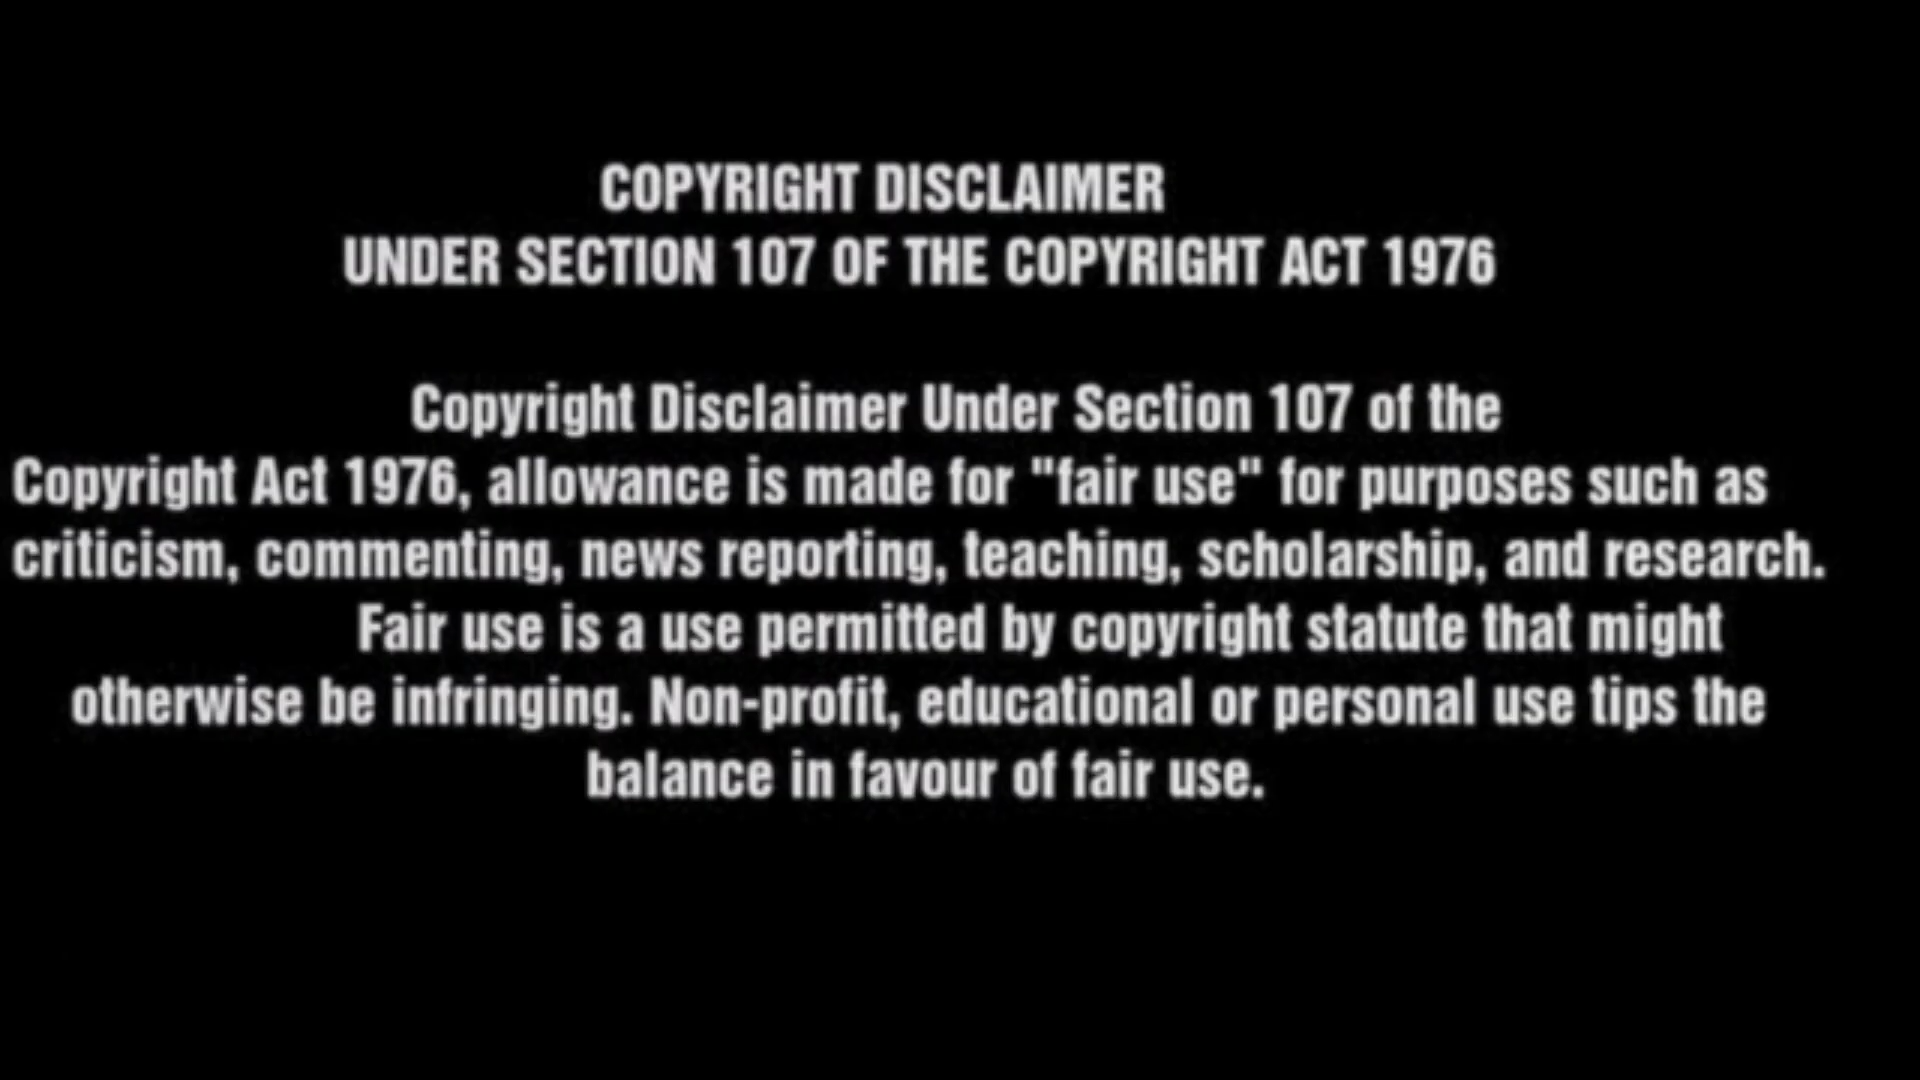 COPYRIGHT DISCLAIMER
UNDER SECTION 107 OF THE COPYRIGHT ACT 1976
Copyright Disclaimer Under Section 107 of the
Copyright Act 1976, allowance is made for "fair use" for purposes such as
criticism, commenting, news reporting, teaching, scholarship, and research.
Fair use is a use permitted by copyright statute that might
otherwise be infringing. Non-profit, educational or personal use tips the
balance in favour of fair use.